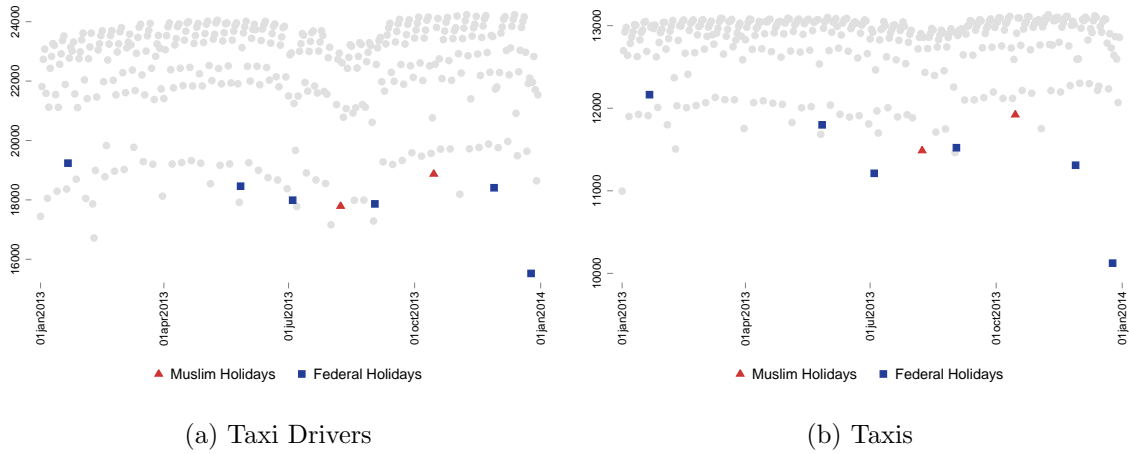 24000
22000
20000
18000
16000
01jan2013
01apr2013
01jul2013
01oct2013
01jan2014
Muslim Holidays Federal Holidays
(a) Taxi Drivers
13000
12000
11000
10000
01jan2013
01apr2013
01jul2013
01oct2013
01jan2014
Muslim Holidays Federal Holidays
(b) Taxis